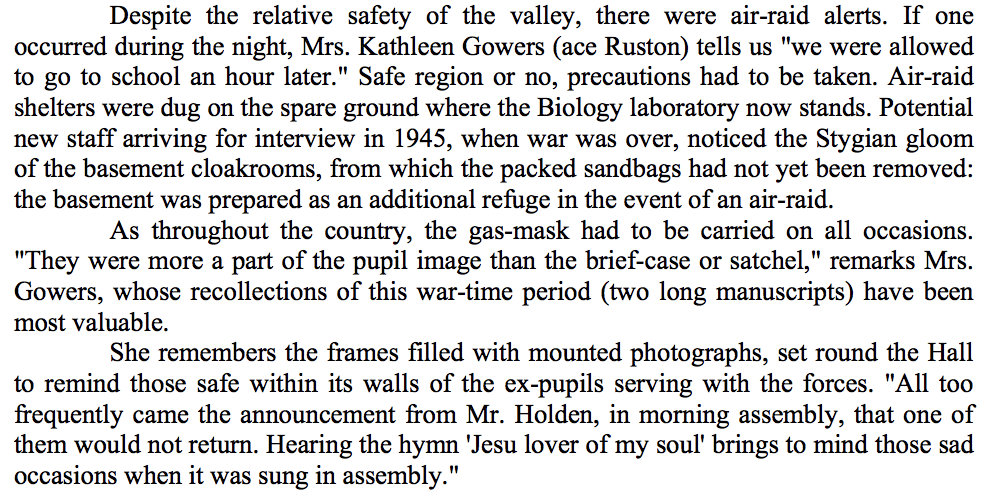 Despite the relative safety of the valley, there were air-raid alerts. If one
occurred during the night, Mrs. Kathleen Gowers (ace Ruston) tells us "we were allowed
to go to school an hour later." Safe region or no, precautions had to be taken. Air-raid
shelters were dug on the spare ground where the Biology laboratory now stands. Potential
new staff arriving for interview in 1945, when war was over, noticed the Stygian gloom
of the basement cloakrooms, from which the packed sandbags had not yet been removed:
the basement was prepared as an additional refuge in the event of an air-raid.
As throughout the country, the gas-mask had to be carried on all occasions.
"They were more a part of the pupil image than the brief-case or satchel," remarks Mrs.
Gowers, whose recollections of this war-time period (two long manuscripts) have been
most valuable.
She remembers the frames filled with mounted photographs, set round the Hall
to remind those safe within its walls of the ex-pupils serving with the forces. "All too
frequently came the announcement from Mr. Holden, in morning assembly, that one of
them would not return. Hearing the hymn 'Jesu lover of my soul' brings to mind those sad
occasions when it was sung in assembly."